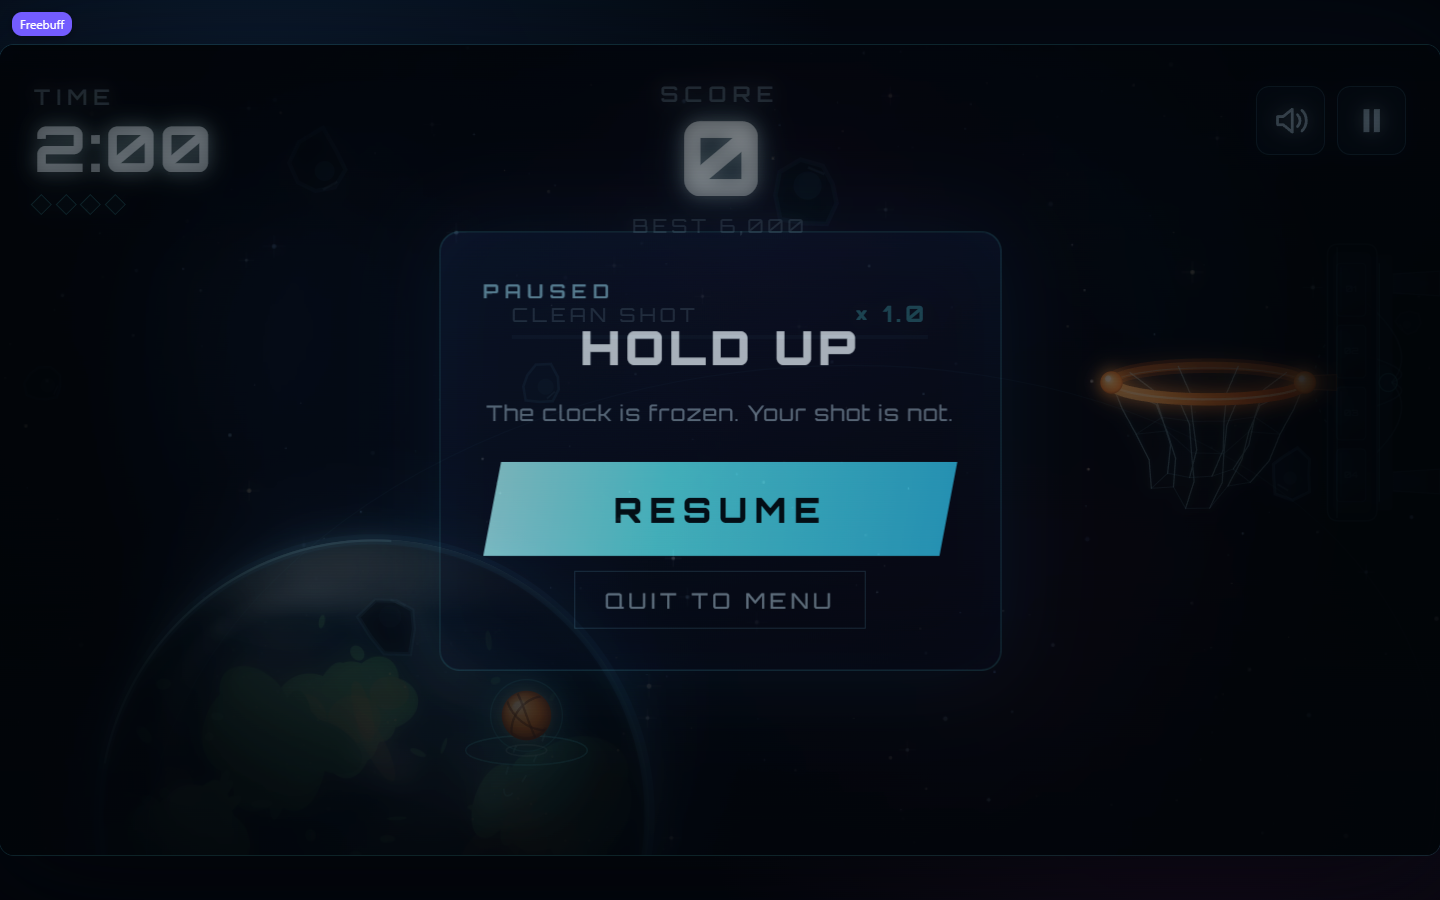 Freebuff
TIME
2:00
SCORE
0
BEST 6,000
PAUSED
CLEAN SHOT x 1.0
HOLD UP
The clock is frozen. Your shot is not.
RESUME
QUIT TO MENU